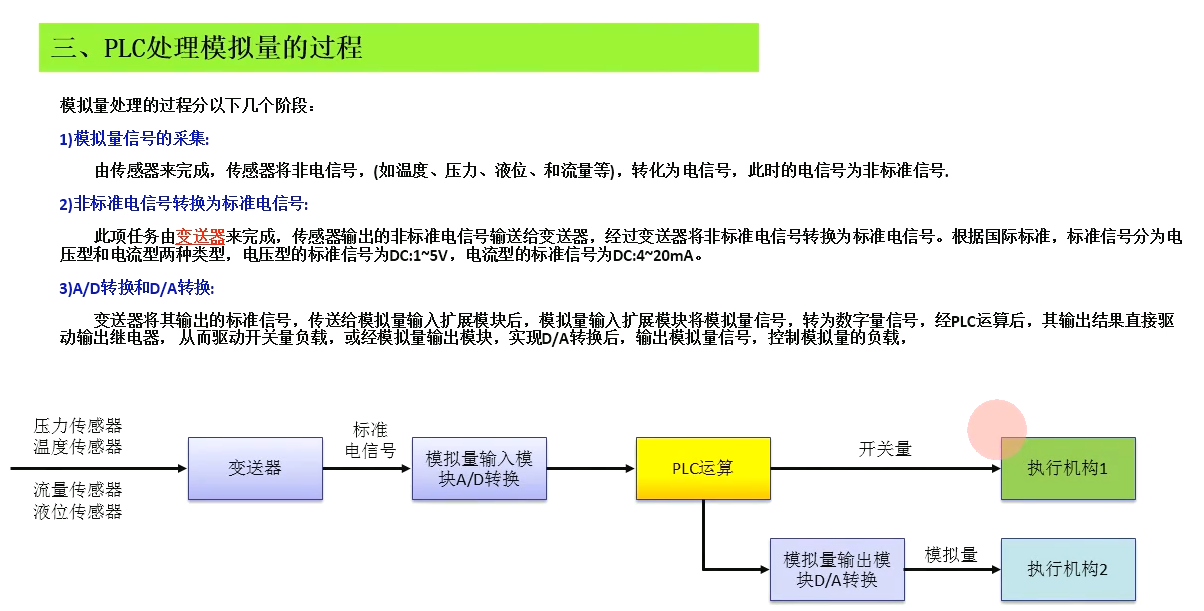 三、PLC处理模拟量的过程
模拟量处理的过程分以下几个阶段：
1)模拟量信号的采集:
由传感器来完成，传感器将非电信号，(如温度、压力、液位、和流量等)，转化为电信号，此时的电信号为非标准信号.
2)非标准电信号转换为标准电信号:
此项任务由变送器来完成，传感器输出的非标准电信号输送给变送器，经过变送器将非标准电信号转换为标准电信号。根据国际标准，标准信号分为电
压型和电流型两种类型，电压型的标准信号为DC:1~5V，电流型的标准信号为DC:4~20mA。
3)A/D转换和D/A转换:
变送器将其输出的标准信号，传送给模拟量输入扩展模块后，模拟量输入扩展模块将模拟量信号，转为数字量信号，经PLC运算后，其输出结果直接驱
动输出继电器，从而驱动开关量负载，或经模拟量输出模块，实现D/A转换后，输出模拟量信号，控制模拟量的负载，
压力传感器
温度传感器
流量传感器
液位传感器
变送器
标准
电信号
模拟量输入模
块A/D转换
PLC运算
开关量
执行机构1
模拟量输出模
块D/A转换
模拟量
执行机构2